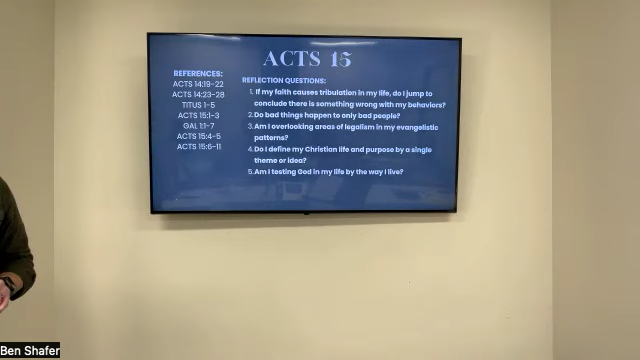 ACTS 15
REFERENCES:
ACTS 14:19-22
ACTS 14:23-28
TITUS 1-5
ACTS 15:1-3
GAL 1:1-7
ACTS 15:4-5
ACTS 15:6-11
REFLECTION QUESTIONS:
1. If my faith causes tribulation in my life, do I jump to
conclude there is something wrong with my behaviors?
2. Do bad things happen to only bad people?
3. Am I overlooking areas of legalism in my evangelistic
patterns?
4. Do I define my Christian life and purpose by a single
theme or idea?
5. Am I testing God in my life by the way I live?
Ben Shafer